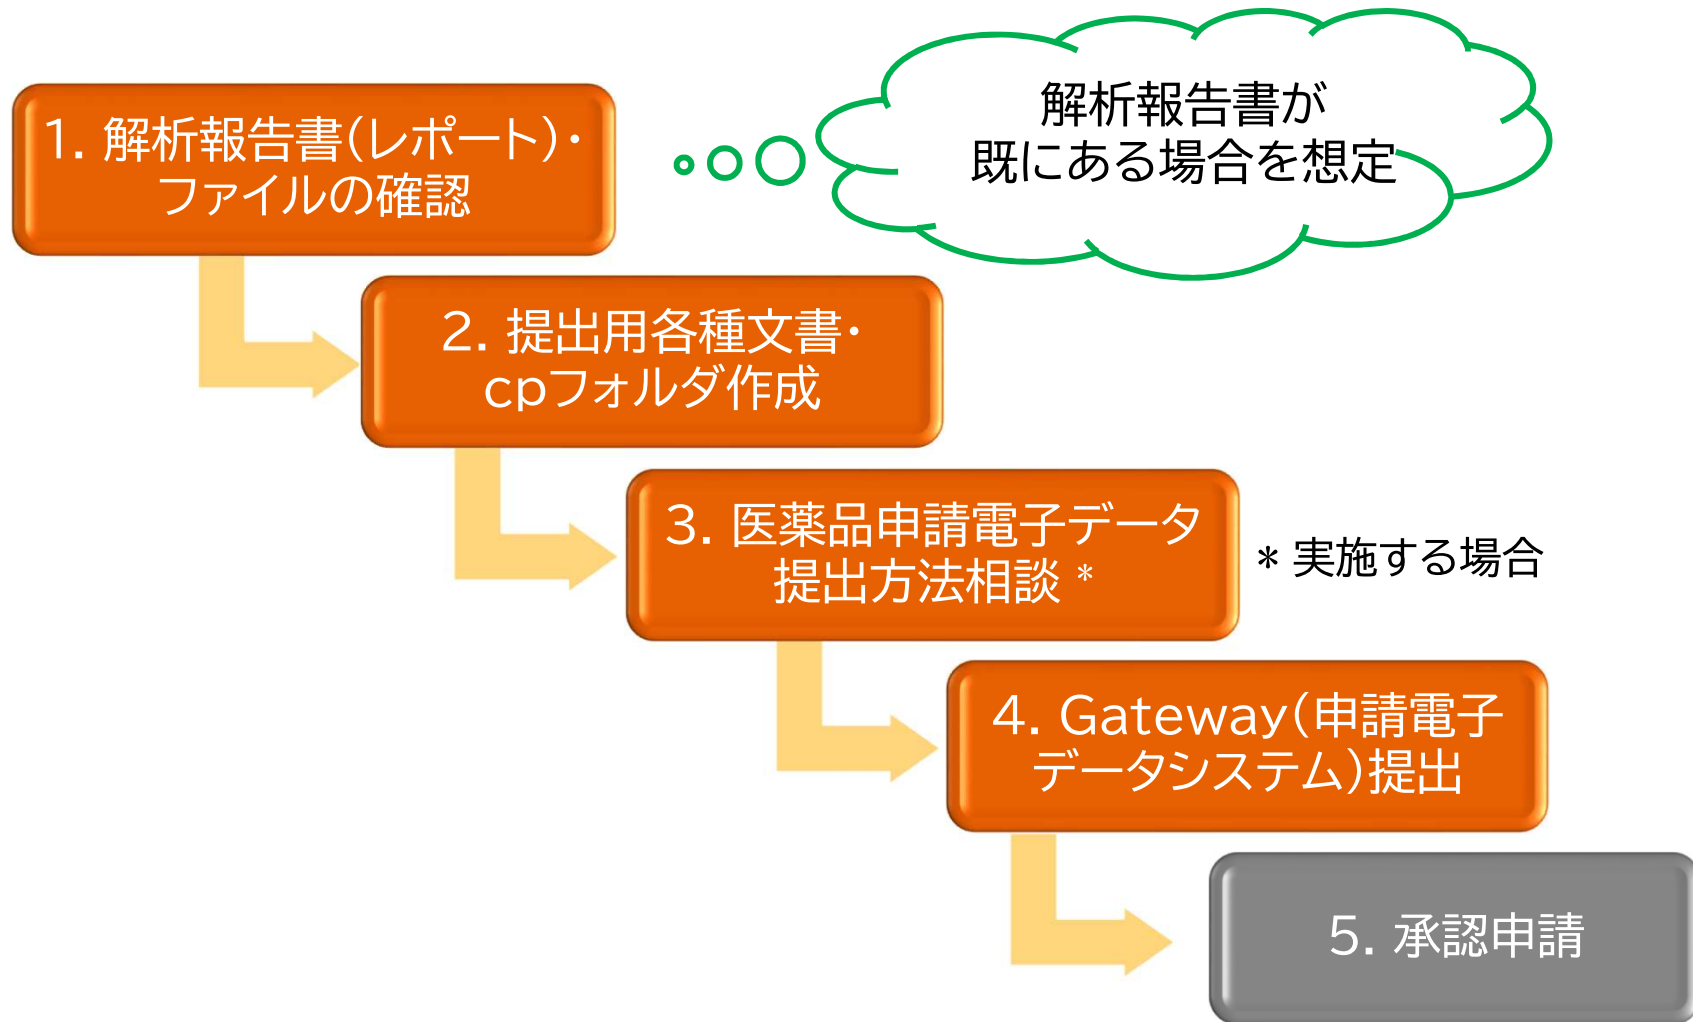 解析報告書が
既にある場合を想定
1. 解析報告書(レポート)・
ファイルの確認
2. 提出用各種文書・
cpフォルダ作成
3. 医薬品申請電子データ
提出方法相談 *
* 実施する場合
4. Gateway(申請電子
データシステム)提出
5. 承認申請